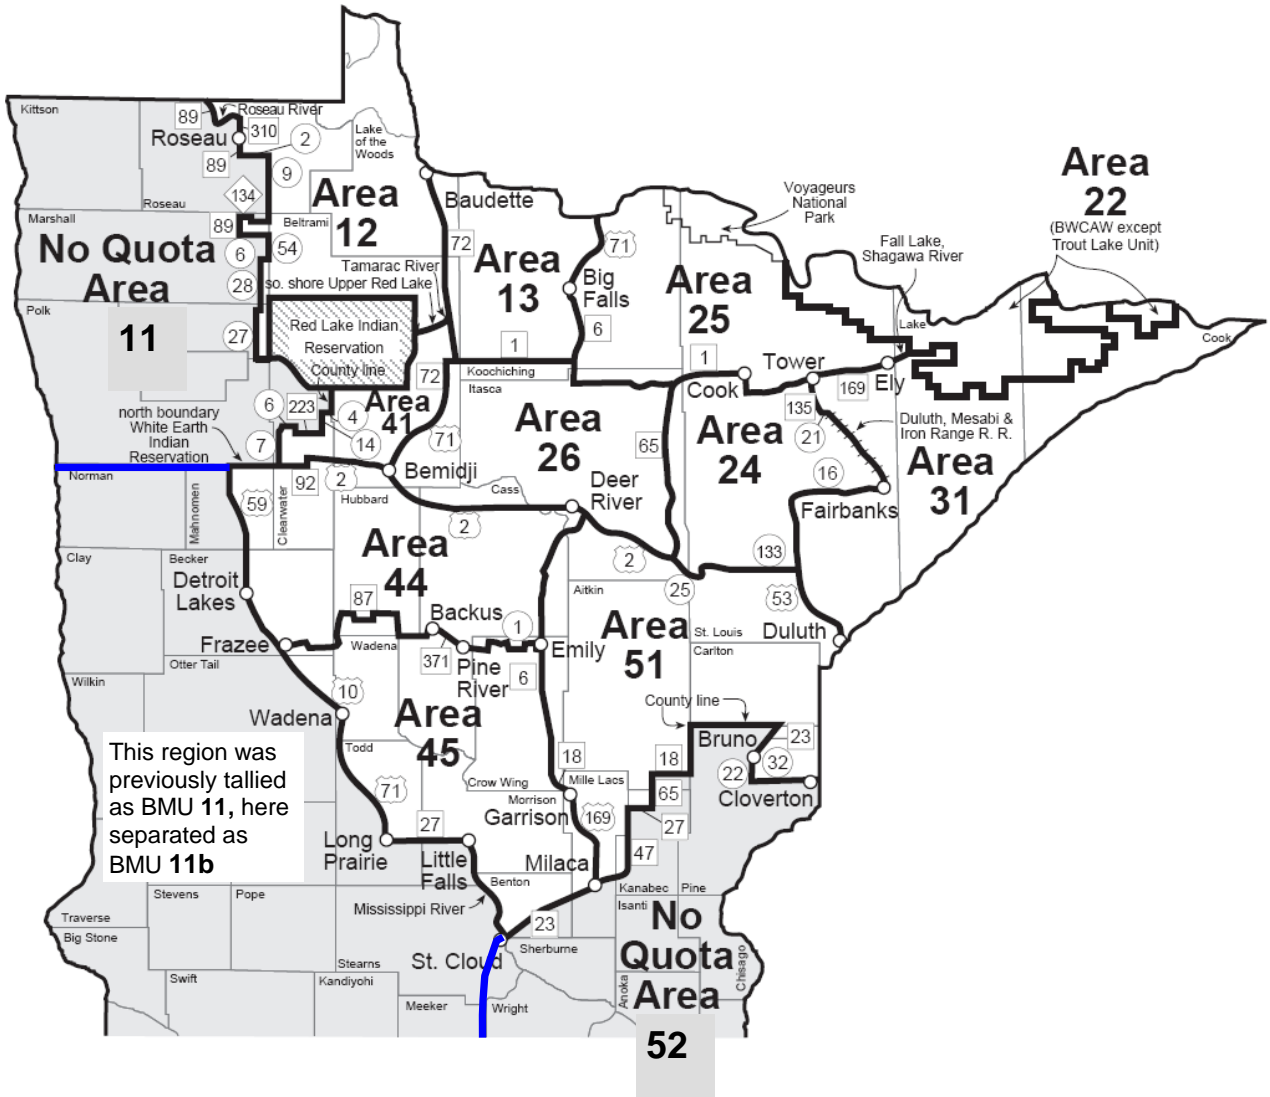 Kittson
89
Roseau River
Roseau
310
2
89
9
134
Roseau
Lake
of the
Woods
Area
12
Baudette
Marshall
89
Beltrami
No Quota
Area
11
6
54
28
27
Tamarac River
so. shore Upper Red Lake
Red Lake Indian
Reservation
County line
Polk
72
Area
13
71
Big
Falls
6
1
Koochiching
Itasca
Area
25
Voyageurs
National
Park
Area
22
(BWCAW except
Trout Lake Unit)
Fall Lake,
Shagawa River
Lake
Cook
1
Tower
Cook
169
Ely
135
21
Duluth, Mesabi &
Iron Range R. R.
Area
24
16
Fairbanks
Area
31
north boundary
White Earth
Indian
Reservation
6
223
4
14
7
72
Area
41
71
Bemidji
Area
26
65
Deer
River
Cass
Norman
Mahnomen
59
Clearwater
92
2
Hubbard
2
Area
44
Clay
Becker
Detroit
Lakes
87
Backus
1
Frazee
Wadena
371
Pine
River
6
Emily
2
Aitkin
25
133
53
Area
51
St. Louis
Duluth
Carlton
Otter Tail
Wilkin
10
Wadena
Area
45
County line
Bruno
23
22
32
Cloverton
18
18
65
27
47
This region was
previously tallied
as BMU 11, here
separated as
BMU 11b
Todd
71
Crow Wing
Mille Lacs
Morrison
Garrison
169
27
Long
Prairie
Little
Falls
Milaca
Benton
Mississippi River
23
Kanabec
Pine
Isanti
Stevens
Pope
Traverse
Big Stone
Stearns
St. Cloud
Sherburne
Swift
Kandiyohi
Meeker
Wright
Anoka
Chisago
No
Quota
Area
52